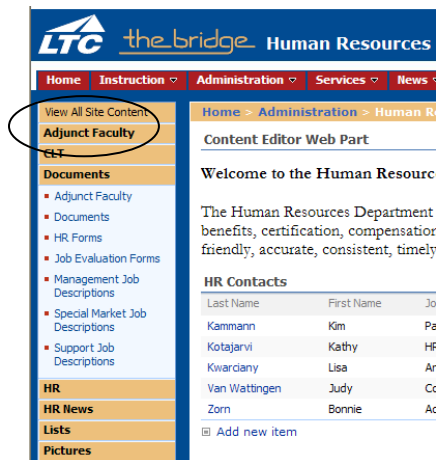 LTC the bridge Human Resources
Home Instruction Administration Services News
View All Site Content
Adjunct Faculty
CLT
Documents
Adjunct Faculty
Documents
HR Forms
Job Evaluation Forms
Management Job
Descriptions
Special Market Job
Descriptions
Support Job
Descriptions
HR
HR News
Lists
Pictures
Home > Administration > Human Re
Content Editor Web Part
Welcome to the Human Resourc
The Human Resources Department
benefits, certification, compensation
friendly, accurate, consistent, timely
HR Contacts
Last Name First Name Jo
Kammann Kim Pa
Kotajarvi Kathy HR
Kwarciany Lisa
Van Wattingen Judy Co
Zorn Bonnie
Add new item